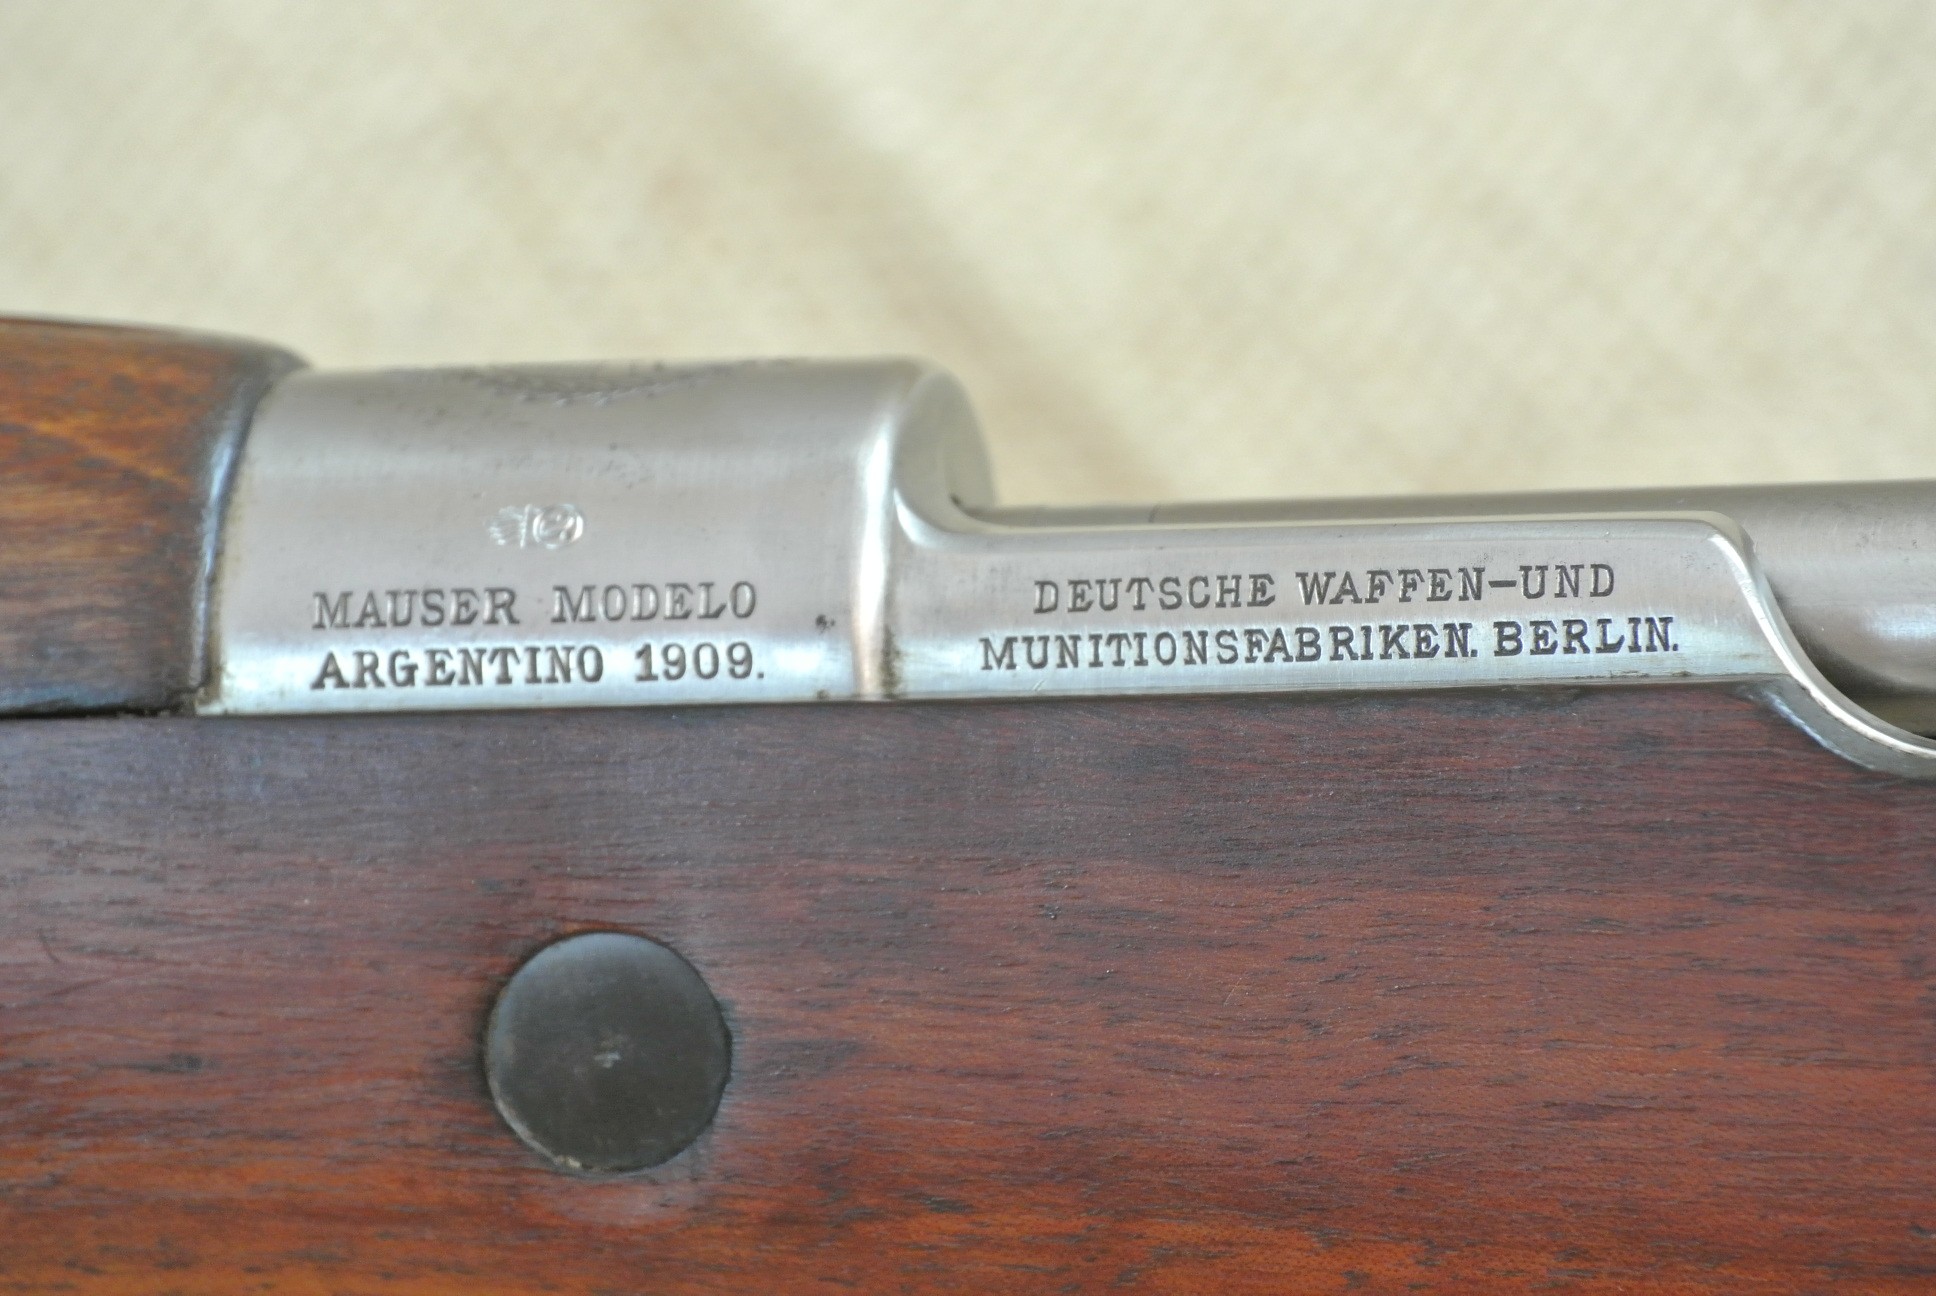 MAUSER MODELO
ARGENTINO 1909.
DEUTSCHE WAFFEN-UND
MUNITIONSFABRIKEN. BERLIN.